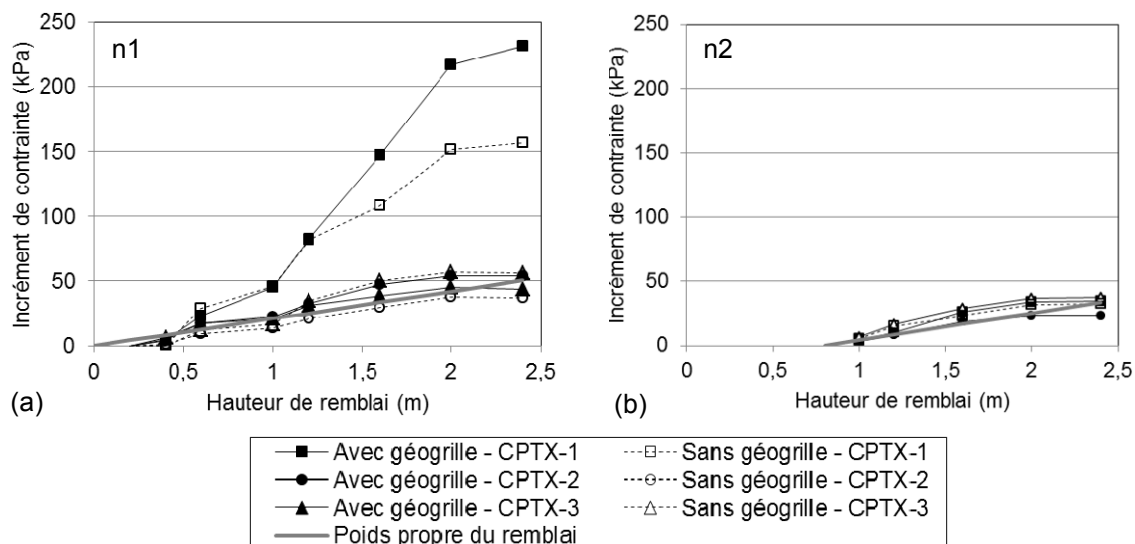 n1
Incrément de contrainte (kPa)
250
200
150
100
50
0
0
0,5
1
1,5
2
2,5
Hauteur de remblai (m)
(a)
n2
Incrément de contrainte (kPa)
250
200
150
100
50
0
0
0,5
1
1,5
2
2,5
Hauteur de remblai (m)
(b)
Avec géogrille - CPTX-1
Sans géogrille - CPTX-1
Avec géogrille - CPTX-2
Sans géogrille - CPTX-2
Avec géogrille - CPTX-3
Sans géogrille - CPTX-3
Poids propre du remblai